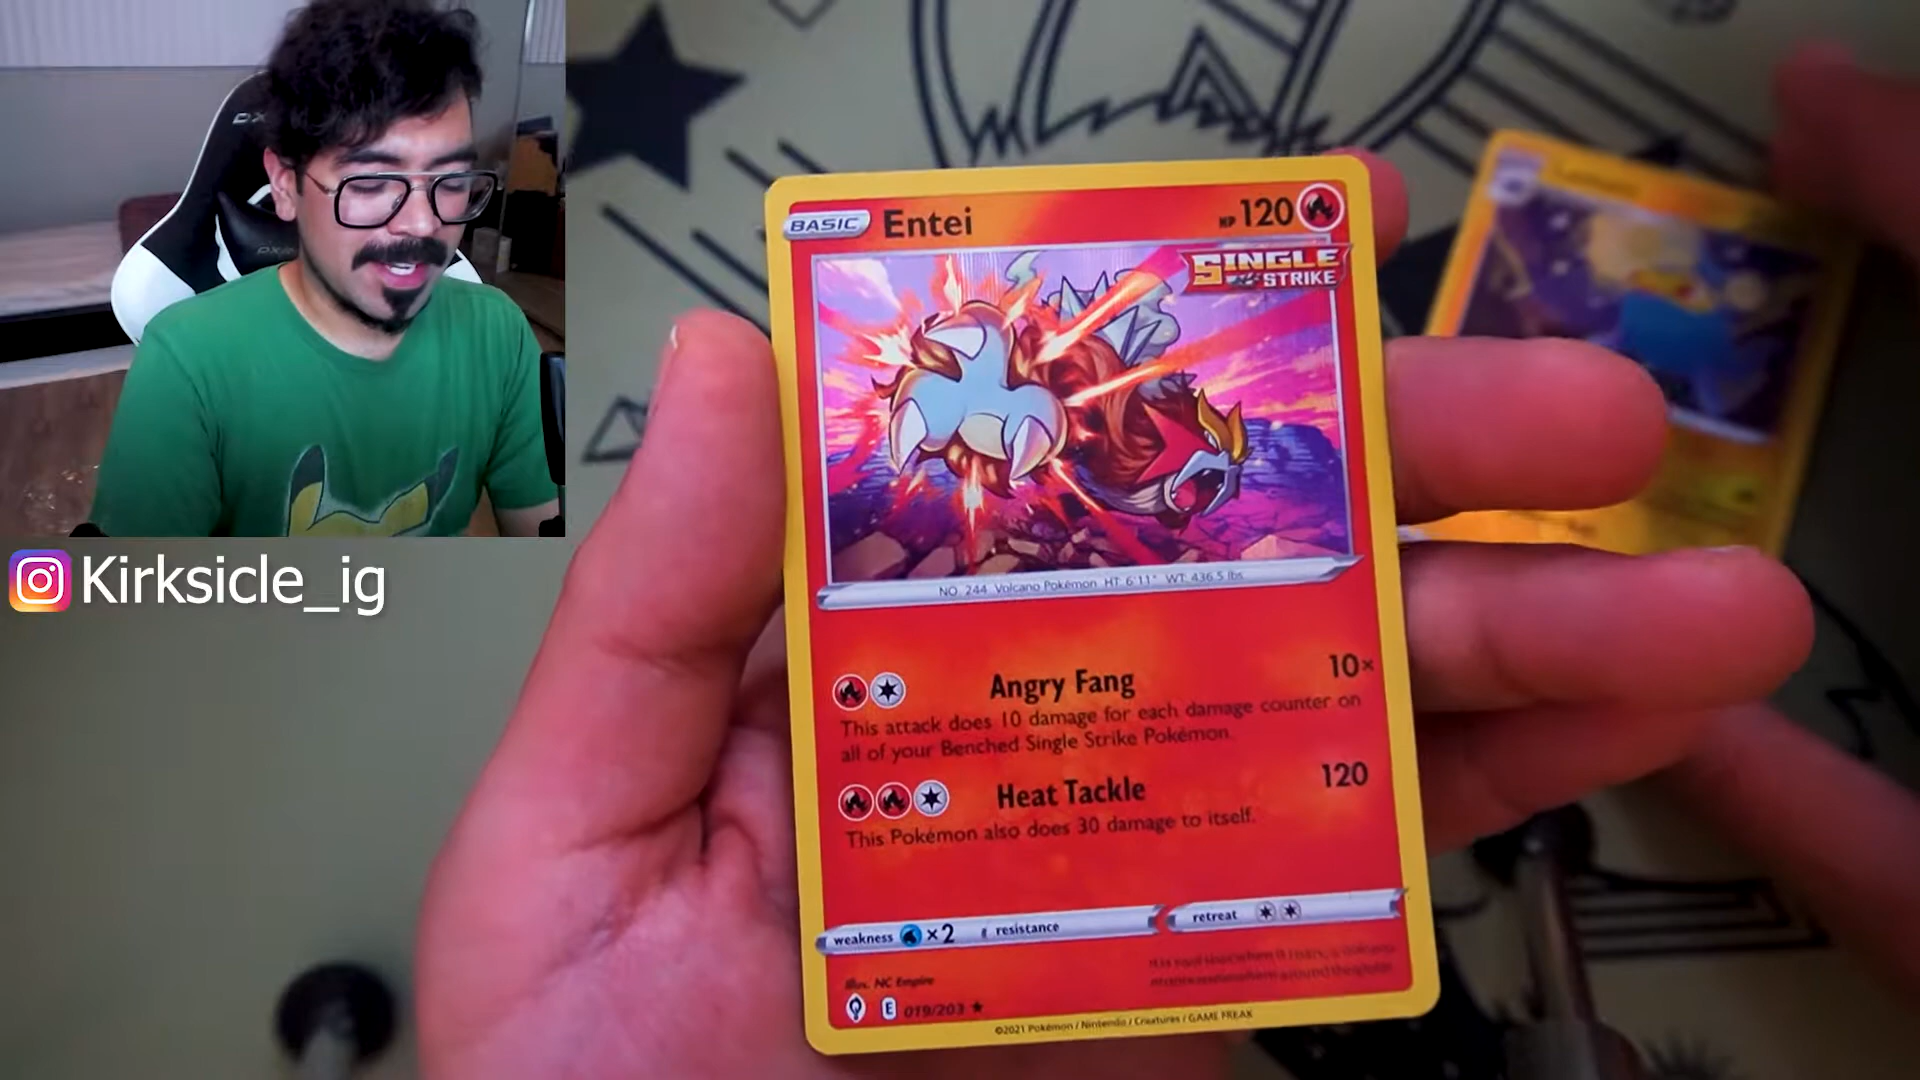 Kirksicle_ig
BASIC Entei HP 120
SINGLE
STRIKE
NO. 244 Volcano Pokémon HT: 6'11" WT: 436.5 lbs
Angry Fang 10×
This attack does 10 damage for each damage counter on
all of your Benched Single Strike Pokémon.
Heat Tackle 120
This Pokémon also does 30 damage to itself.
weakness ×2 resistance retreat
Illus. NC Empire
E 019/203
©2021 Pokémon / Nintendo / Creatures / GAME FREAK